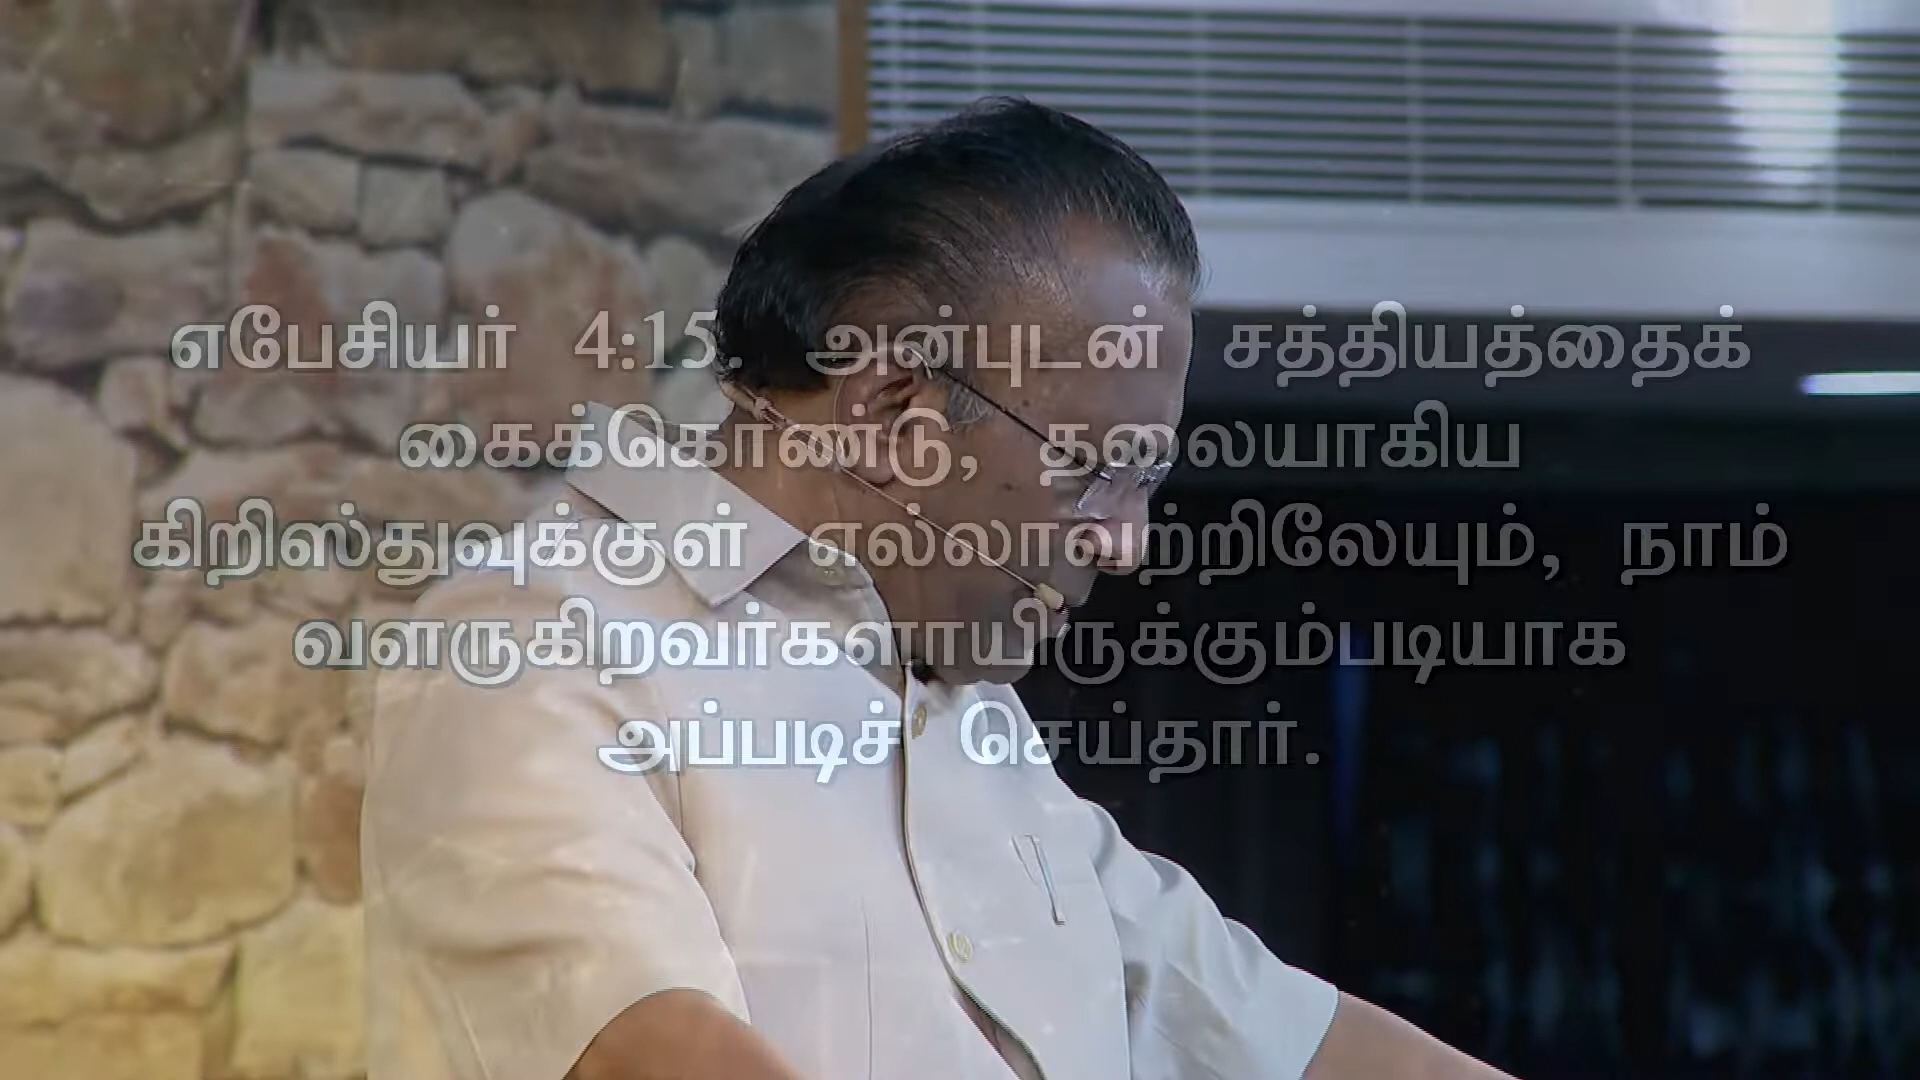 எபேசியர் 4:15. அன்புடன் சத்தியத்தைக்
கைக்கொண்டு, தலையாகிய
கிறிஸ்துவுக்குள் எல்லாவற்றிலேயும், நாம்
வளருகிறவர்களாயிருக்கும்படியாக
அப்படிச் செய்தார்.